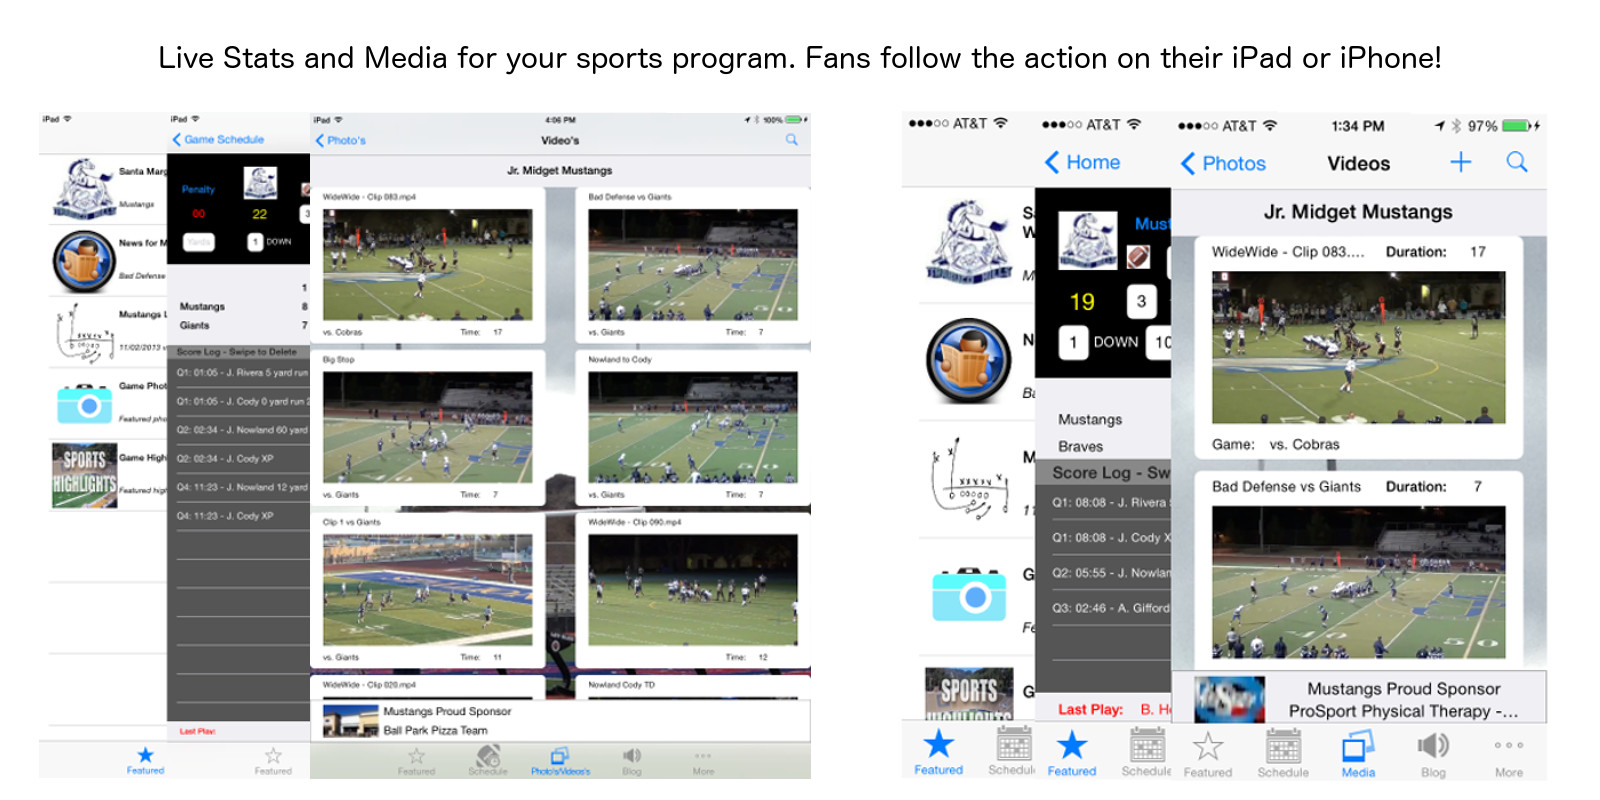 Live Stats and Media for your sports program. Fans follow the action on their iPad or iPhone!
iPad
Santa Marg
Mustangs
News for M
Bad Defense
Mustangs L
11/02/2013 v
Game Phot
Featured pho
SPORTS
HIGHLIGHTS
Game High
Featured high
Featured
iPad
Game Schedule
Penalty
00
22
3
Yards
1 DOWN
1
Mustangs 8
Giants 7
Score Log - Swipe to Delete
Q1: 01:05 - J. Rivera 5 yard run
Q1: 01:05 - J. Cody 0 yard run 2
Q2: 02:34 - J. Nowland 60 yard
Q2: 02:34 - J. Cody XP
Q4: 11:23 - J. Nowland 12 yard
Q4: 11:23 - J. Cody XP
Last Play:
Featured
iPad 4:06 PM 100%
Photo's Video's
Jr. Midget Mustangs
WideWide - Clip 083.mp4
vs. Cobras Time: 17
Bad Defense vs Giants
vs. Giants Time: 7
Big Stop
vs. Giants Time: 7
Nowland to Cody
vs. Giants Time: 7
Clip 1 vs Giants
vs. Giants Time: 11
WideWide - Clip 090.mp4
Time: 12
WideWide - Clip 020.mp4
Nowland Cody TD
Mustangs Proud Sponsor
Ball Park Pizza Team
Featured Schedule Photo's/Videos's Blog More
AT&T
S
W
M
N
Ba
M
11
G
Fe
SPORTS
HIGHLIGHTS
G
Featured Schedul
AT&T
Home
Must
19
3
1 DOWN 10
Mustangs
Braves
Score Log - Sw
Q1: 08:08 - J. Rivera
Q1: 08:08 - J. Cody X
Q2: 05:55 - J. Nowlan
Q3: 02:46 - A. Gifford
Last Play: B. H
Featured Schedule
AT&T 1:34 PM 97%
Photos Videos +
Jr. Midget Mustangs
WideWide - Clip 083.... Duration: 17
Game: vs. Cobras
Bad Defense vs Giants Duration: 7
Mustangs Proud Sponsor
ProSport Physical Therapy -...
Featured Schedule Media Blog More